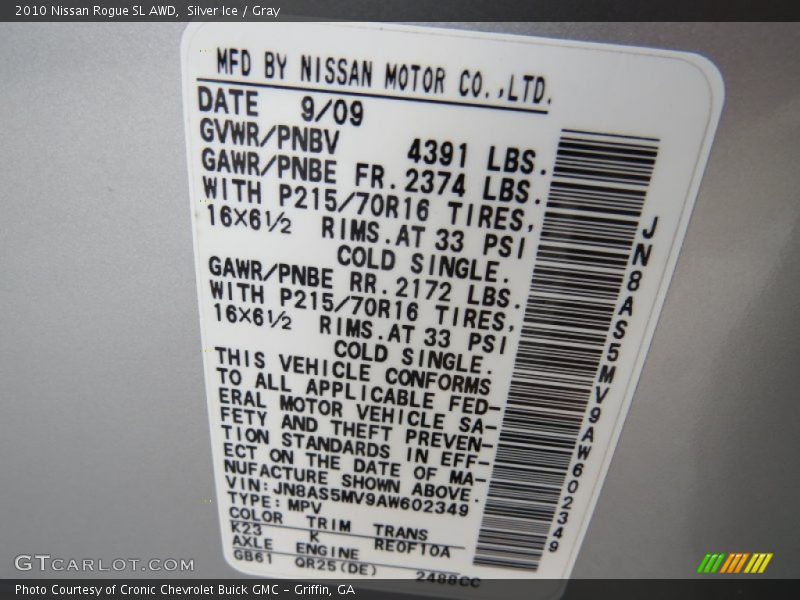 2010 Nissan Rogue SL AWD, Silver Ice / Gray
MFD BY NISSAN MOTOR CO.,LTD.
DATE 9/09
GVWR/PNBV 4391 LBS.
GAWR/PNBE FR.2374 LBS.
WITH P215/70R16 TIRES,
16×6½ RIMS.AT 33 PSI
COLD SINGLE.
GAWR/PNBE RR.2172 LBS.
WITH P215/70R16 TIRES,
16×6½ RIMS.AT 33 PSI
COLD SINGLE.
THIS VEHICLE CONFORMS
TO ALL APPLICABLE FED-
ERAL MOTOR VEHICLE SA-
FETY AND THEFT PREVEN-
TION STANDARDS IN EFF-
ECT ON THE DATE OF MA-
NUFACTURE SHOWN ABOVE.
VIN:JN8AS5MV9AW602349
TYPE:MPV
COLOR TRIM TRANS
K23 K RE0F10A
AXLE ENGINE
GB61 QR25(DE) 2488CC
JN8AS5MV9AW602349
GTCARLOT.COM
Photo Courtesy of Cronic Chevrolet Buick GMC - Griffin, GA